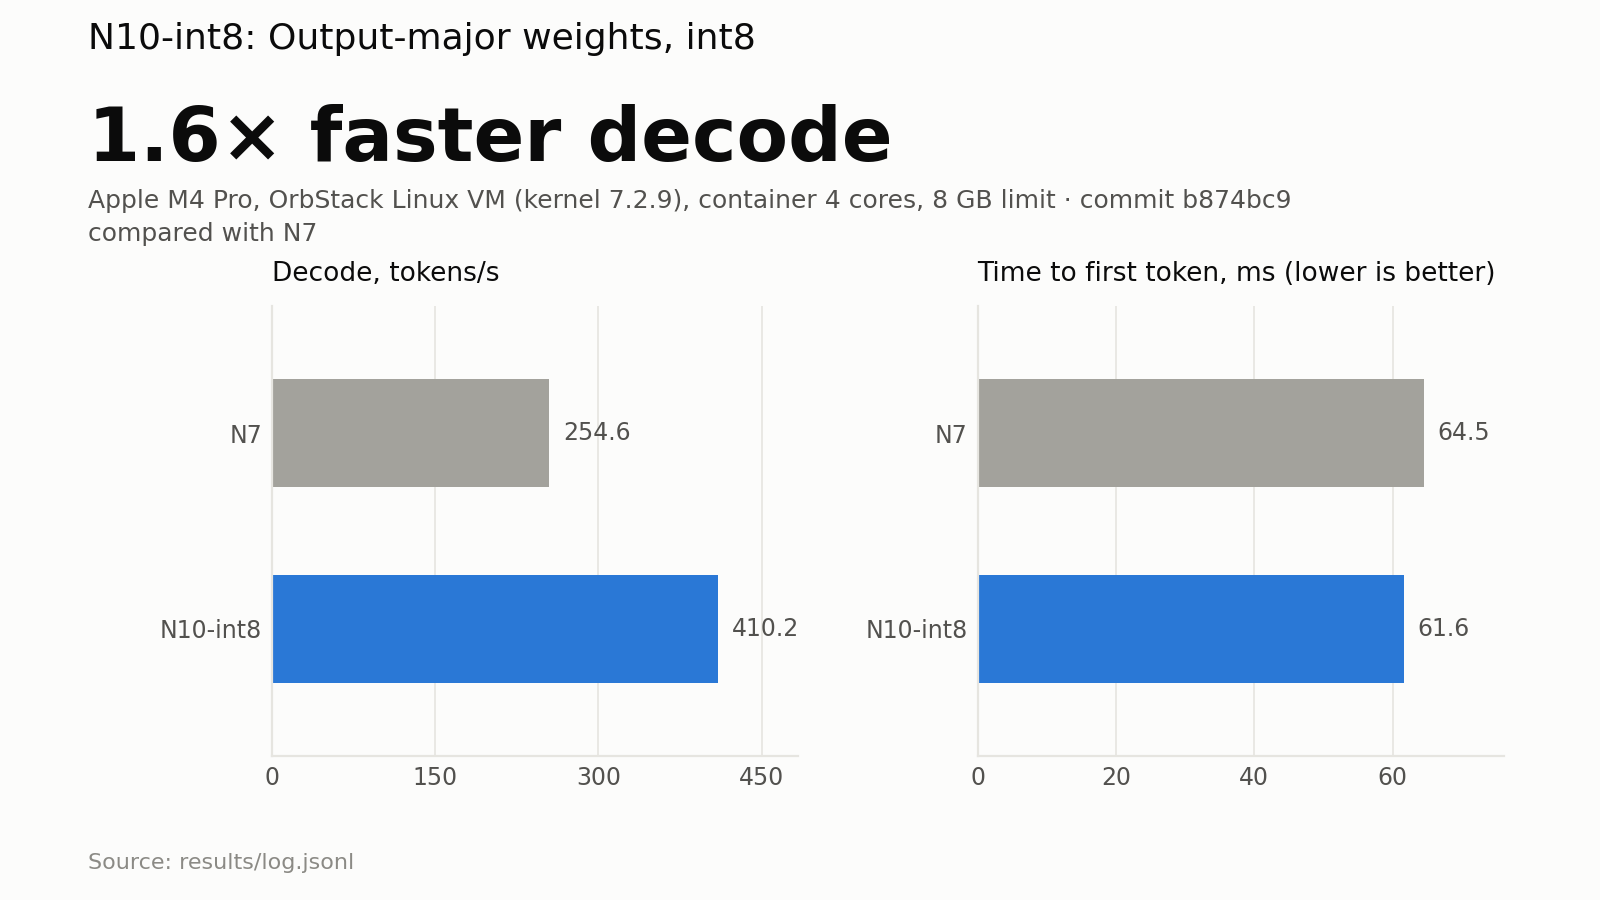 N10-int8: Output-major weights, int8
1.6× faster decode
Apple M4 Pro, OrbStack Linux VM (kernel 7.2.9), container 4 cores, 8 GB limit · commit b874bc9
compared with N7
Decode, tokens/s
N7
254.6
N10-int8
410.2
0
150
300
450
Time to first token, ms (lower is better)
N7
64.5
N10-int8
61.6
0
20
40
60
Source: results/log.jsonl